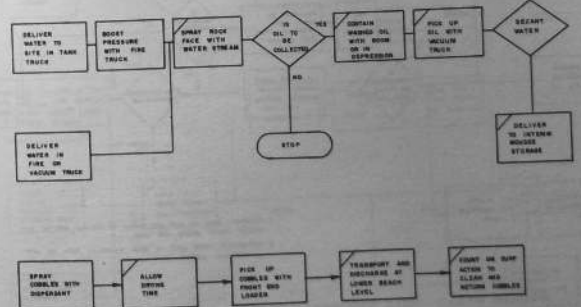 DELIVER
WATER TO
SITE IN TANK
TRUCK
BOOST
PRESSURE
WITH FIRE
TRUCK
SPRAY ROCK
FACE WITH
WATER STREAM
IS
OIL TO
BE
COLLECTED
YES
NO
STOP
CONTAIN
WASHED OIL
WITH BOOM
OR IN
DEPRESSION
PICK UP
OIL WITH
VACUUM
TRUCK
DECANT
WATER
DELIVER
TO INTERIM
MOUSSE
STORAGE
DELIVER
WATER IN
FIRE OR
VACUUM TRUCK
SPRAY
COBBLES WITH
DISPERSANT
ALLOW
DRYING
TIME
PICK UP
COBBLES WITH
FRONT END
LOADER
TRANSPORT AND
DISCHARGE AT
LOWER BEACH
LEVEL
COUNT ON SURF
ACTION TO
CLEAN AND
RETURN COBBLES